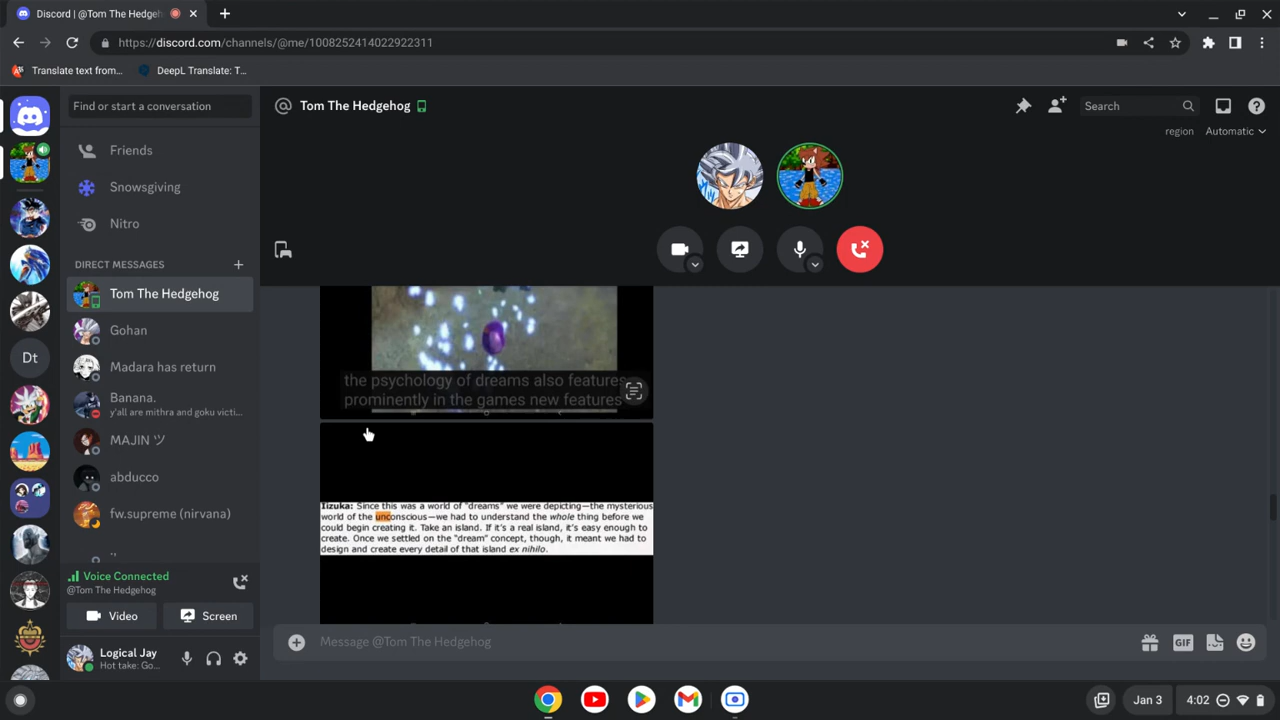 Discord | @Tom The Hedgeh
https://discord.com/channels/@me/1008252414022922311
Translate text from...
DeepL Translate: T...
Find or start a conversation
Tom The Hedgehog
Search
region
Automatic
Friends
Snowsgiving
Nitro
DIRECT MESSAGES
Tom The Hedgehog
Gohan
Madara has return
Banana.
y'all are mithra and goku victi...
MAJIN ツ
abducco
fw.supreme (nirvana)
Dt
the psychology of dreams also features
prominently in the games new features
Iizuka: Since this was a world of "dreams" we were depicting—the mysterious
world of the unconscious—we had to understand the whole thing before we
could begin creating it. Take an island. If it's a real island, it's easy enough to
create. Once we settled on the "dream" concept, though, it meant we had to
design and create every detail of that island ex nihilo.
Voice Connected
@Tom The Hedgehog
Video
Screen
Logical Jay
Hot take: Go...
Message @Tom The Hedgehog
GIF
Jan 3
4:02